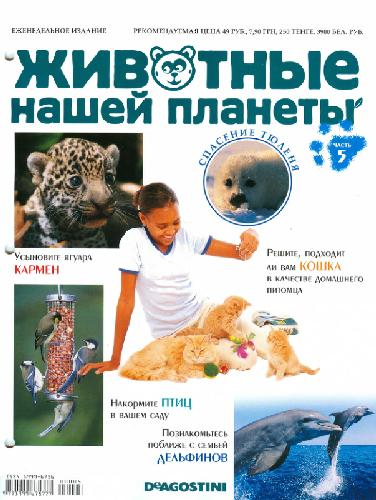 ЕЖЕНЕДЕЛЬНОЕ ИЗДАНИЕ
РЕКОМЕНДУЕМАЯ ЦЕНА 49 РУБ., 7,90 ГРН, 250 ТЕНГЕ, 3900 БЕЛ. РУБ.
ЖИВОТНЫЕ
НАШЕЙ ПЛАНЕТЫ
СПАСЕНИЕ ТЮЛЕНЯ
ЧАСТЬ
5
УСЫНОВИТЕ ЯГУАРА
КАРМЕН
РЕШИТЕ, ПОДХОДИТ
ЛИ ВАМ КОШКА
В КАЧЕСТВЕ ДОМАШНЕГО
ПИТОМЦА
НАКОРМИТЕ ПТИЦ
В ВАШЕМ САДУ
ПОЗНАКОМЬТЕСЬ
ПОБЛИЖЕ С СЕМЬЕЙ
ДЕЛЬФИНОВ
DEAGOSTINI